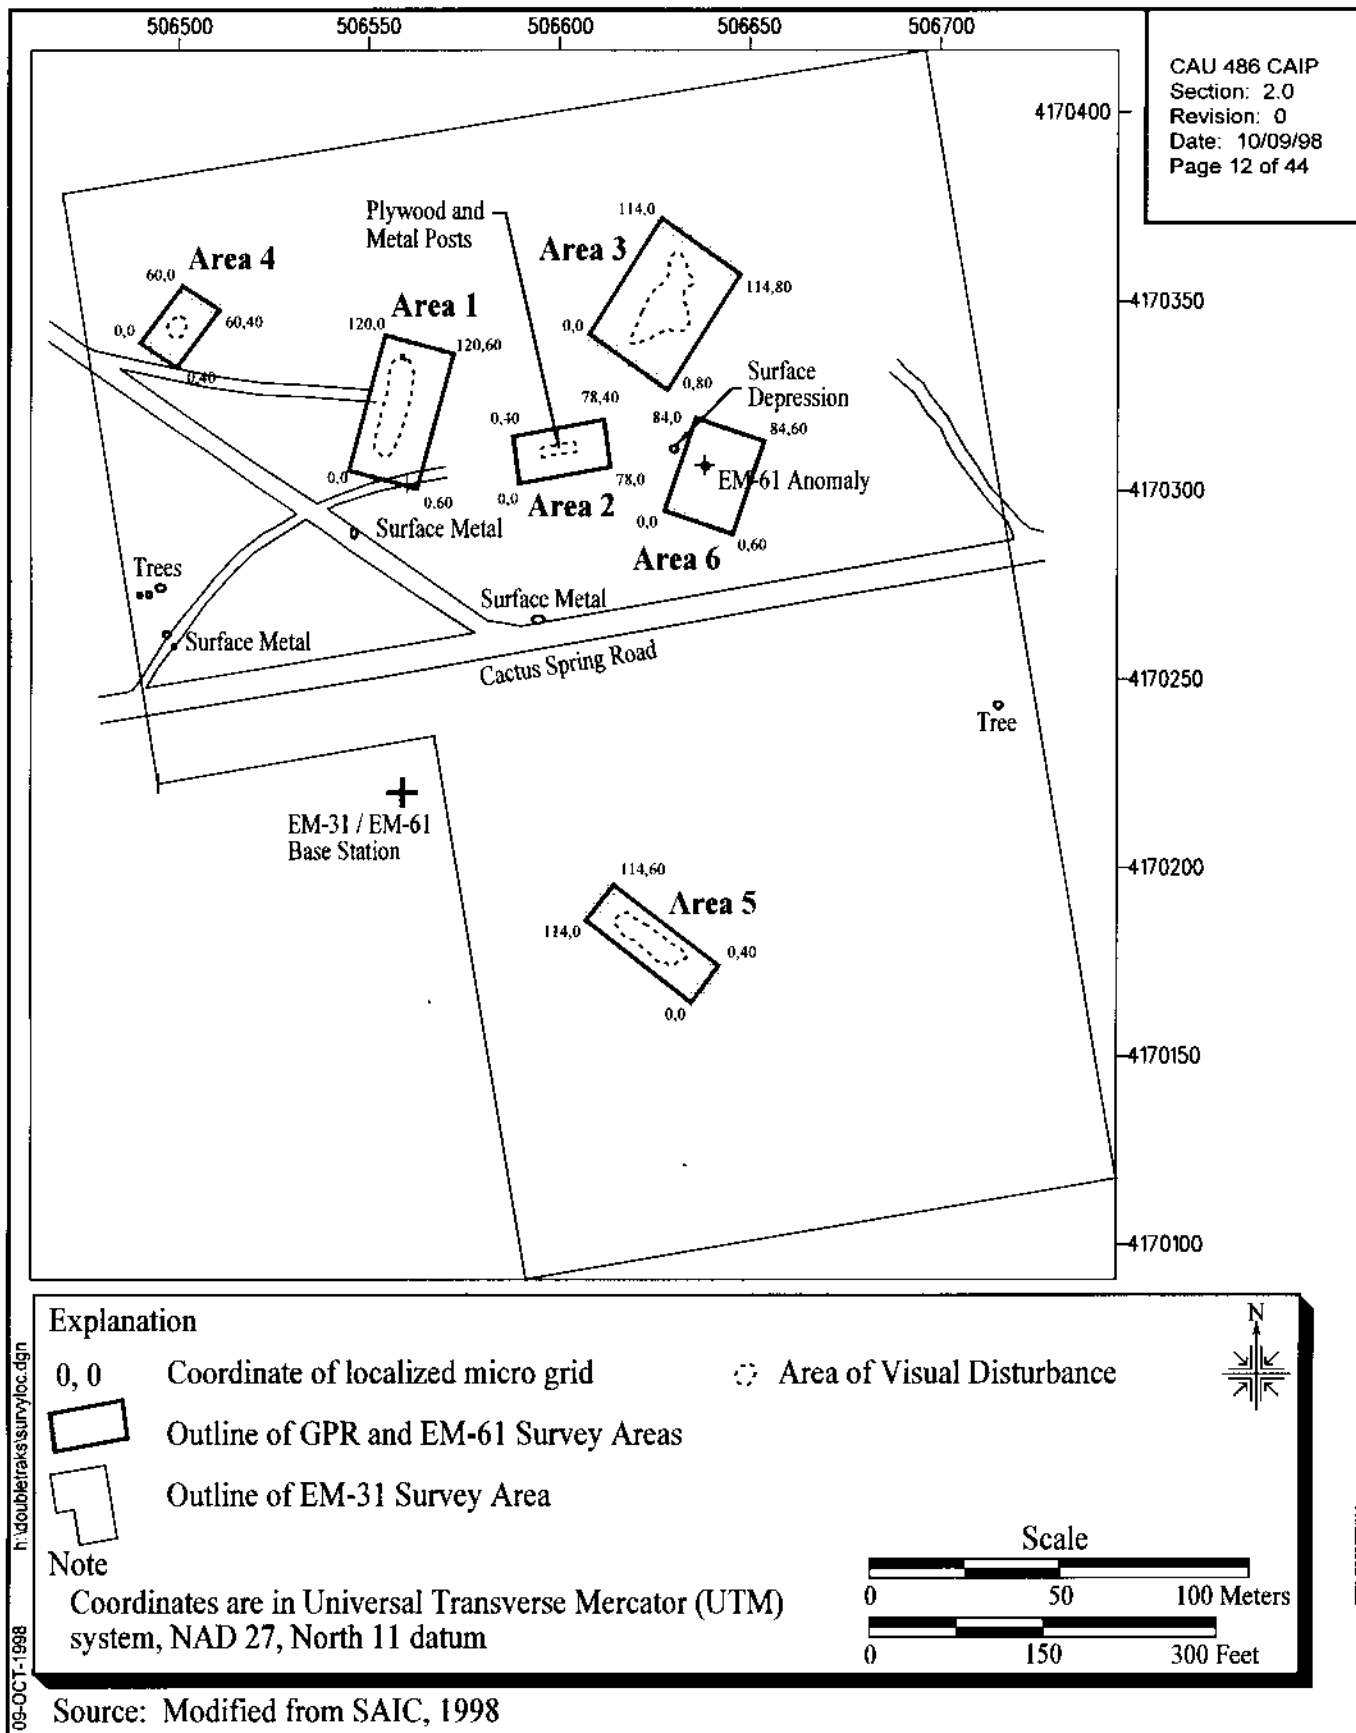 506500 506550 506600 506650 506700
CAU 486 CAIP
Section: 2.0
Revision: 0
Date: 10/09/98
Page 12 of 44
4170400
4170350
4170300
4170250
4170200
4170150
4170100
Plywood and
Metal Posts
Area 4
60,0
0,0
60,40
0,40
Area 1
120,0
120,60
0,0
0,60
Area 3
114,0
114,80
0,0
0,80
Surface
Depression
0,40
78,40
78,0
0,0
Area 2
84,0
84,60
EM-61 Anomaly
0,0
0,60
Area 6
Surface Metal
Trees
Surface Metal
Surface Metal
Cactus Spring Road
Tree
EM-31 / EM-61
Base Station
114,60
Area 5
114,0
0,40
0,0
Explanation
0, 0 Coordinate of localized micro grid
Area of Visual Disturbance
Outline of GPR and EM-61 Survey Areas
Outline of EM-31 Survey Area
N
Note
Coordinates are in Universal Transverse Mercator (UTM)
system, NAD 27, North 11 datum
Scale
0 50 100 Meters
0 150 300 Feet
Source: Modified from SAIC, 1998
09-OCT-1998 h:\doubletraks\survyloc.dgn